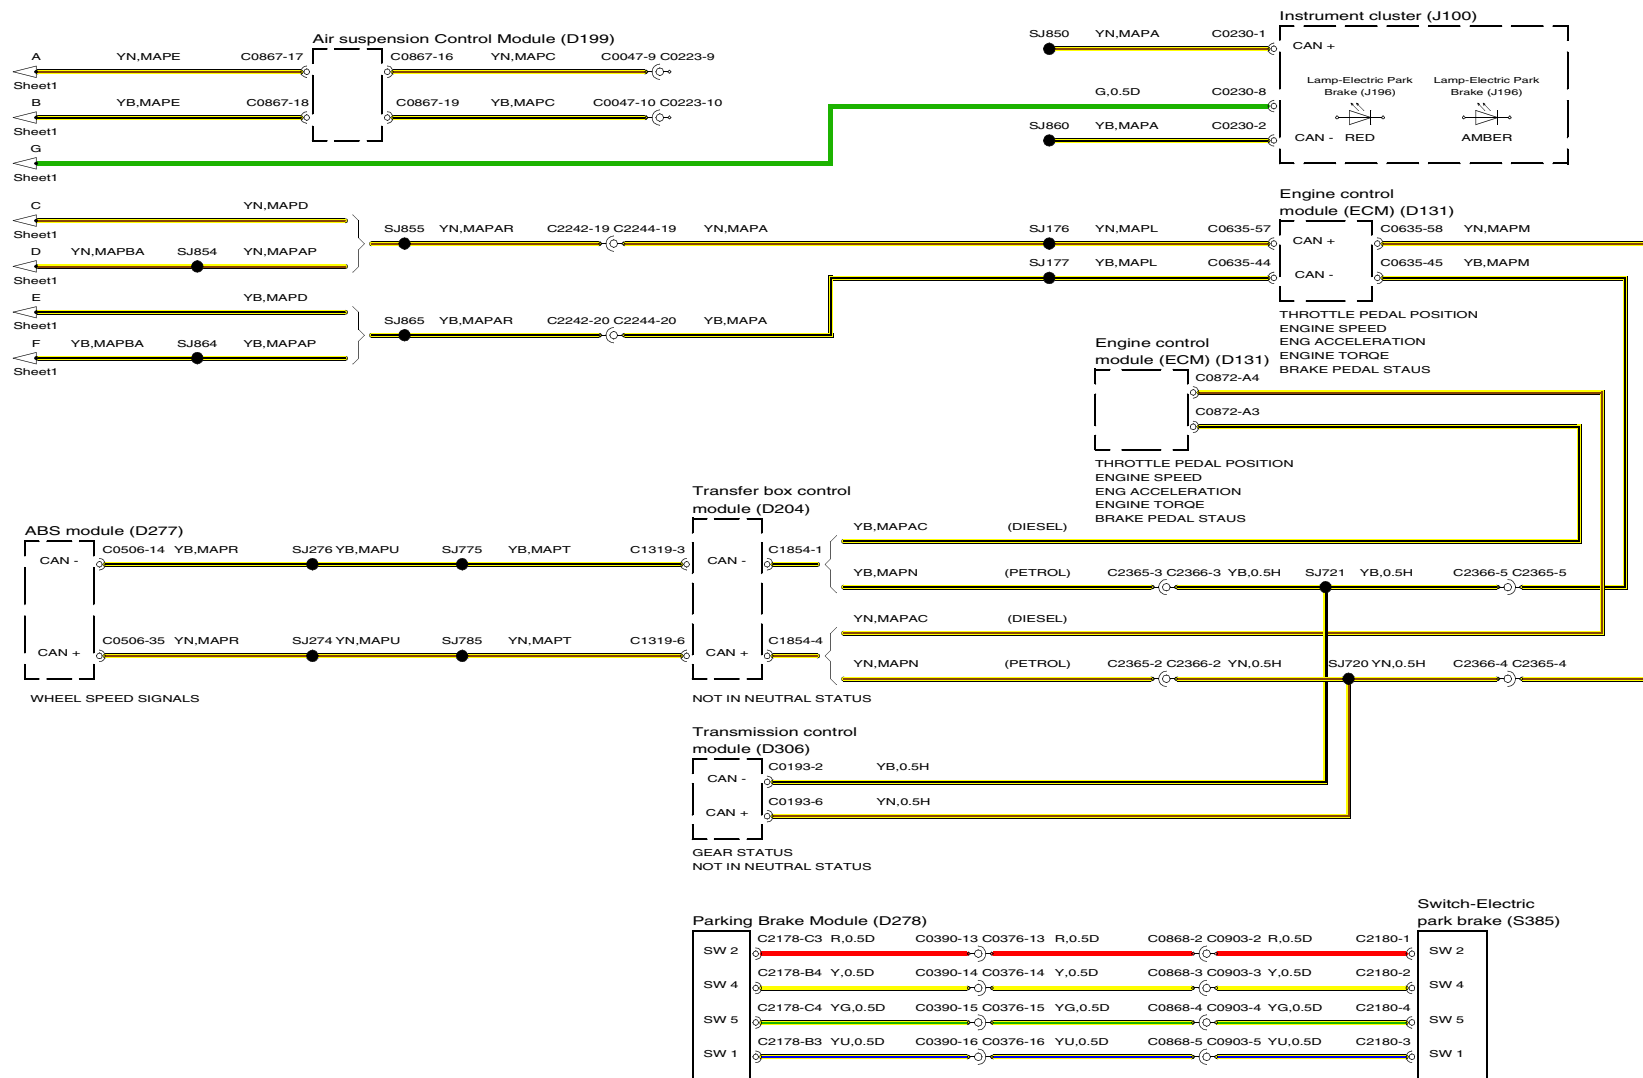 Instrument cluster (J100)
SJ850 YN,MAPA C0230-1
CAN +
Lamp-Electric Park Brake (J196)
Lamp-Electric Park Brake (J196)
G,0.5D C0230-8
SJ860 YB,MAPA C0230-2
CAN - RED AMBER
Air suspension Control Module (D199)
A YN,MAPE C0867-17 C0867-16 YN,MAPC C0047-9 C0223-9
Sheet1
B YB,MAPE C0867-18 C0867-19 YB,MAPC C0047-10 C0223-10
Sheet1
G
Sheet1
C YN,MAPD
Sheet1
D YN,MAPBA SJ854 YN,MAPAP
Sheet1
SJ855 YN,MAPAR C2242-19 C2244-19 YN,MAPA SJ176 YN,MAPL C0635-57
E YB,MAPD
Sheet1
F YB,MAPBA SJ864 YB,MAPAP
Sheet1
SJ865 YB,MAPAR C2242-20 C2244-20 YB,MAPA SJ177 YB,MAPL C0635-44
Engine control
module (ECM) (D131)
CAN + C0635-58 YN,MAPM
CAN - C0635-45 YB,MAPM
THROTTLE PEDAL POSITION
ENGINE SPEED
ENG ACCELERATION
ENGINE TORQE
BRAKE PEDAL STAUS
Engine control
module (ECM) (D131)
C0872-A4
C0872-A3
THROTTLE PEDAL POSITION
ENGINE SPEED
ENG ACCELERATION
ENGINE TORQE
BRAKE PEDAL STAUS
ABS module (D277)
CAN - C0506-14 YB,MAPR SJ276 YB,MAPU SJ775 YB,MAPT C1319-3
CAN + C0506-35 YN,MAPR SJ274 YN,MAPU SJ785 YN,MAPT C1319-6
WHEEL SPEED SIGNALS
Transfer box control
module (D204)
CAN - C1854-1
YB,MAPAC (DIESEL)
YB,MAPN (PETROL) C2365-3 C2366-3 YB,0.5H SJ721 YB,0.5H C2366-5 C2365-5
CAN + C1854-4
YN,MAPAC (DIESEL)
YN,MAPN (PETROL) C2365-2 C2366-2 YN,0.5H SJ720 YN,0.5H C2366-4 C2365-4
NOT IN NEUTRAL STATUS
Transmission control
module (D306)
CAN - C0193-2 YB,0.5H
CAN + C0193-6 YN,0.5H
GEAR STATUS
NOT IN NEUTRAL STATUS
Parking Brake Module (D278)
Switch-Electric
park brake (S385)
SW 2 C2178-C3 R,0.5D C0390-13 C0376-13 R,0.5D C0868-2 C0903-2 R,0.5D C2180-1 SW 2
SW 4 C2178-B4 Y,0.5D C0390-14 C0376-14 Y,0.5D C0868-3 C0903-3 Y,0.5D C2180-2 SW 4
SW 5 C2178-C4 YG,0.5D C0390-15 C0376-15 YG,0.5D C0868-4 C0903-4 YG,0.5D C2180-4 SW 5
SW 1 C2178-B3 YU,0.5D C0390-16 C0376-16 YU,0.5D C0868-5 C0903-5 YU,0.5D C2180-3 SW 1